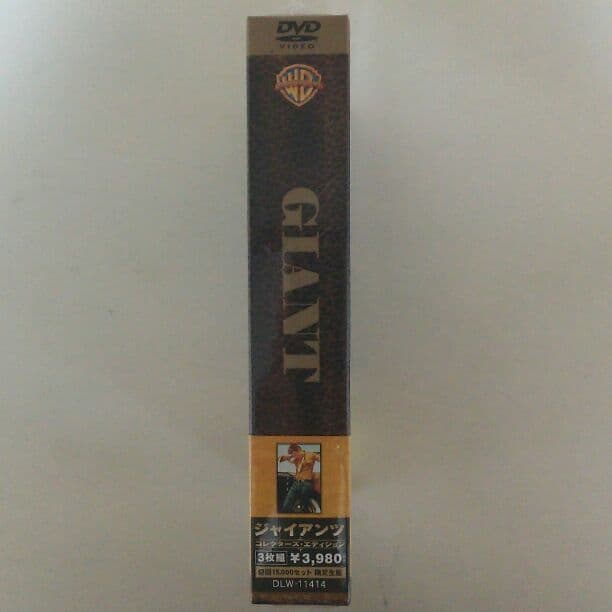 DVD
VIDEO
WB
GIANT
ジャイアンツ
コレクターズ・エディション
3枚組 ¥3,980
初回15,000セット 限定生産
DLW-11414